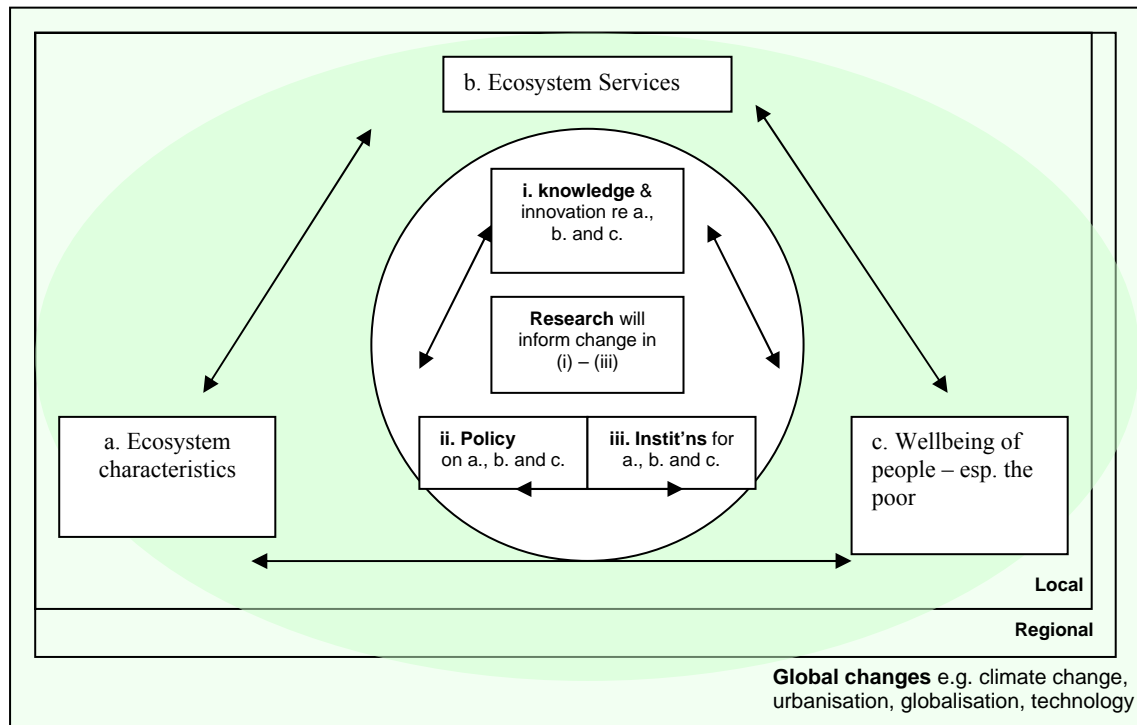 b. Ecosystem Services
i. knowledge &
innovation re a.,
b. and c.
Research will
inform change in
(i) – (iii)
a. Ecosystem
characteristics
ii. Policy
on a., b. and c.
iii. Instit'ns for
a., b. and c.
c. Wellbeing of
people – esp. the
poor
Local
Regional
Global changes e.g. climate change,
urbanisation, globalisation, technology